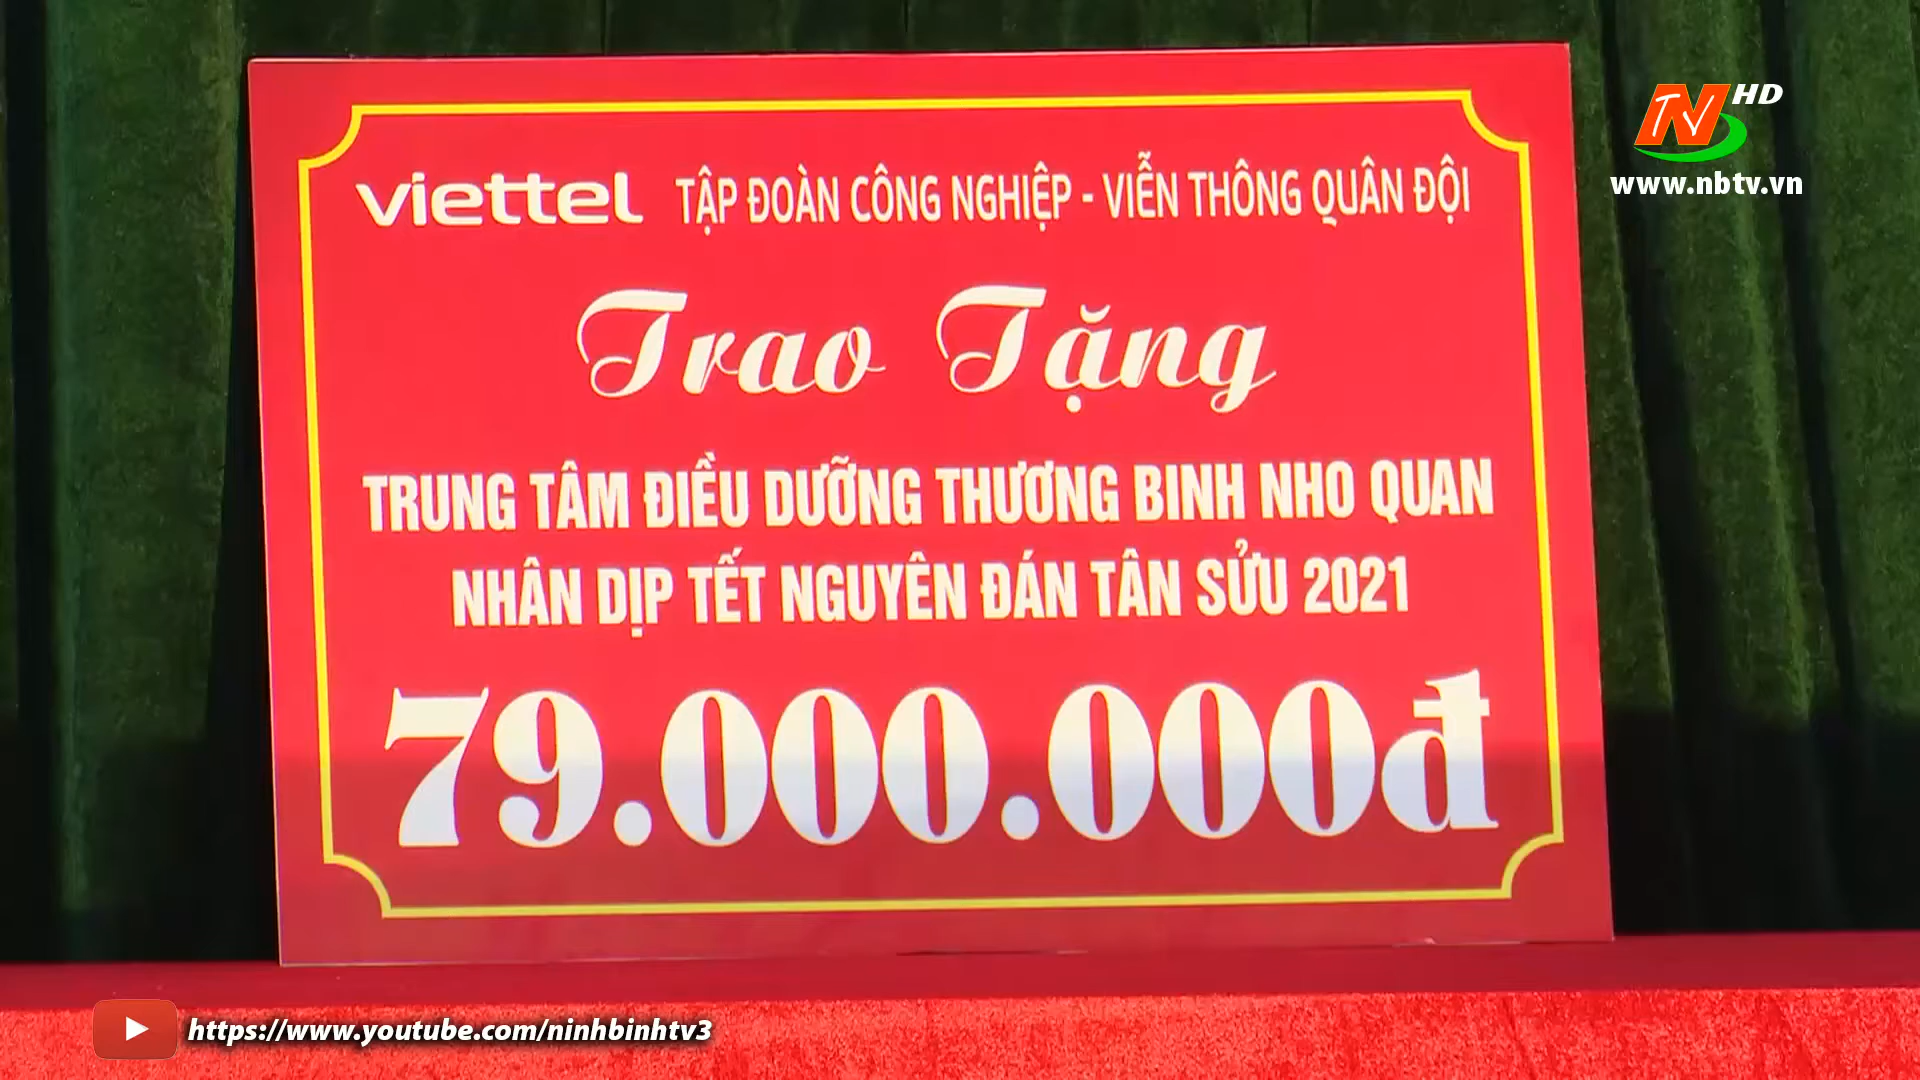 viettel TẬP ĐOÀN CÔNG NGHIỆP - VIỄN THÔNG QUÂN ĐỘI
Trao Tặng
TRUNG TÂM ĐIỀU DƯỠNG THƯƠNG BINH NHO QUAN
NHÂN DỊP TẾT NGUYÊN ĐÁN TÂN SỬU 2021
79.000.000đ
NTV HD
www.nbtv.vn
https://www.youtube.com/ninhbinhtv3